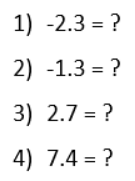 1) -2.3 = ?
2) -1.3 = ?
3) 2.7 = ?
4) 7.4 = ?